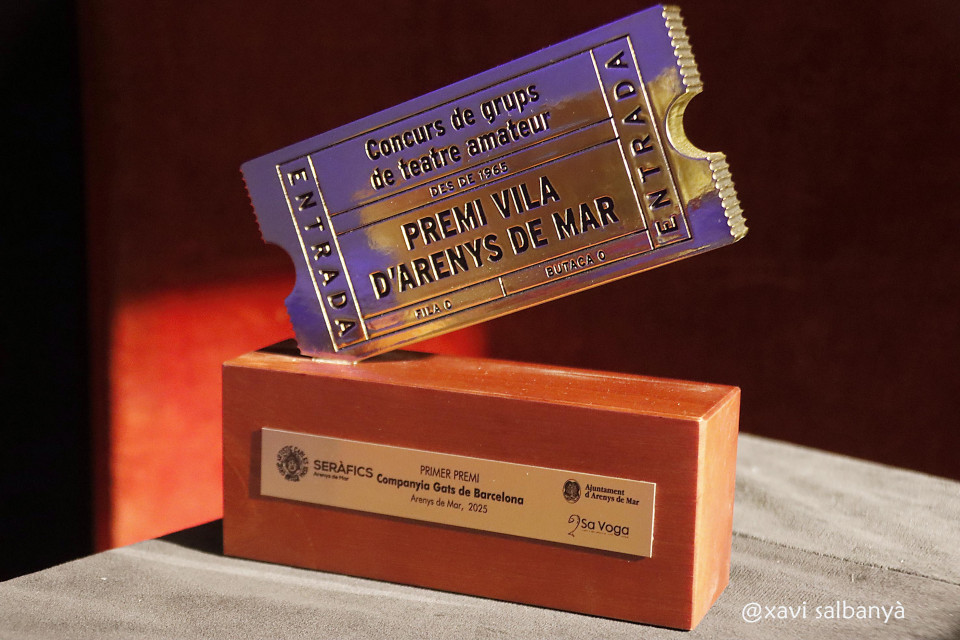 Concurs de grups
de teatre amateur
DES DE 1965
PREMI VILA
D'ARENYS DE MAR
FILA 0
BUTACA 0
ENTRADA
ENTRADA
SERÀFICS
Arenys de Mar
PRIMER PREMI
Companyia Gats de Barcelona
Arenys de Mar, 2025
Ajuntament
d'Arenys de Mar
Sa Voga
@xavi salbanyà